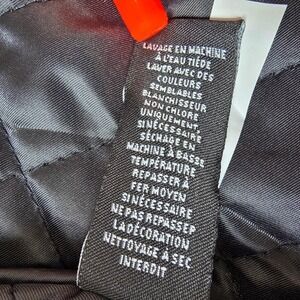 LAVAGE EN MACHINE
À L'EAU TIÈDE
LAVER AVEC DES
COULEURS
SEMBLABLES
BLANCHISSEUR
NON CHLORE
UNIQUEMENT,
SI NÉCESSAIRE
SÉCHAGE EN
MACHINE À BASSE
TEMPÉRATURE
REPASSER À
FER MOYEN
SI NÉCESSAIRE
NE PAS REPASSER
LA DÉCORATION
NETTOYAGE À SEC
INTERDIT